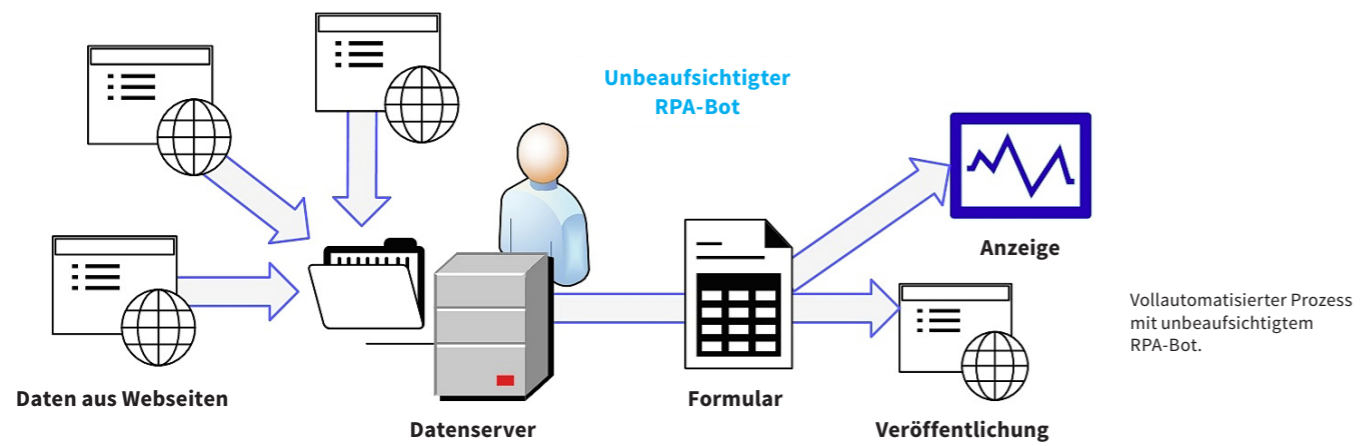 Unbeaufsichtigter
RPA-Bot
Anzeige
Vollautomatisierter Prozess
mit unbeaufsichtigtem
RPA-Bot.
Daten aus Webseiten
Formular
Datenserver
Veröffentlichung